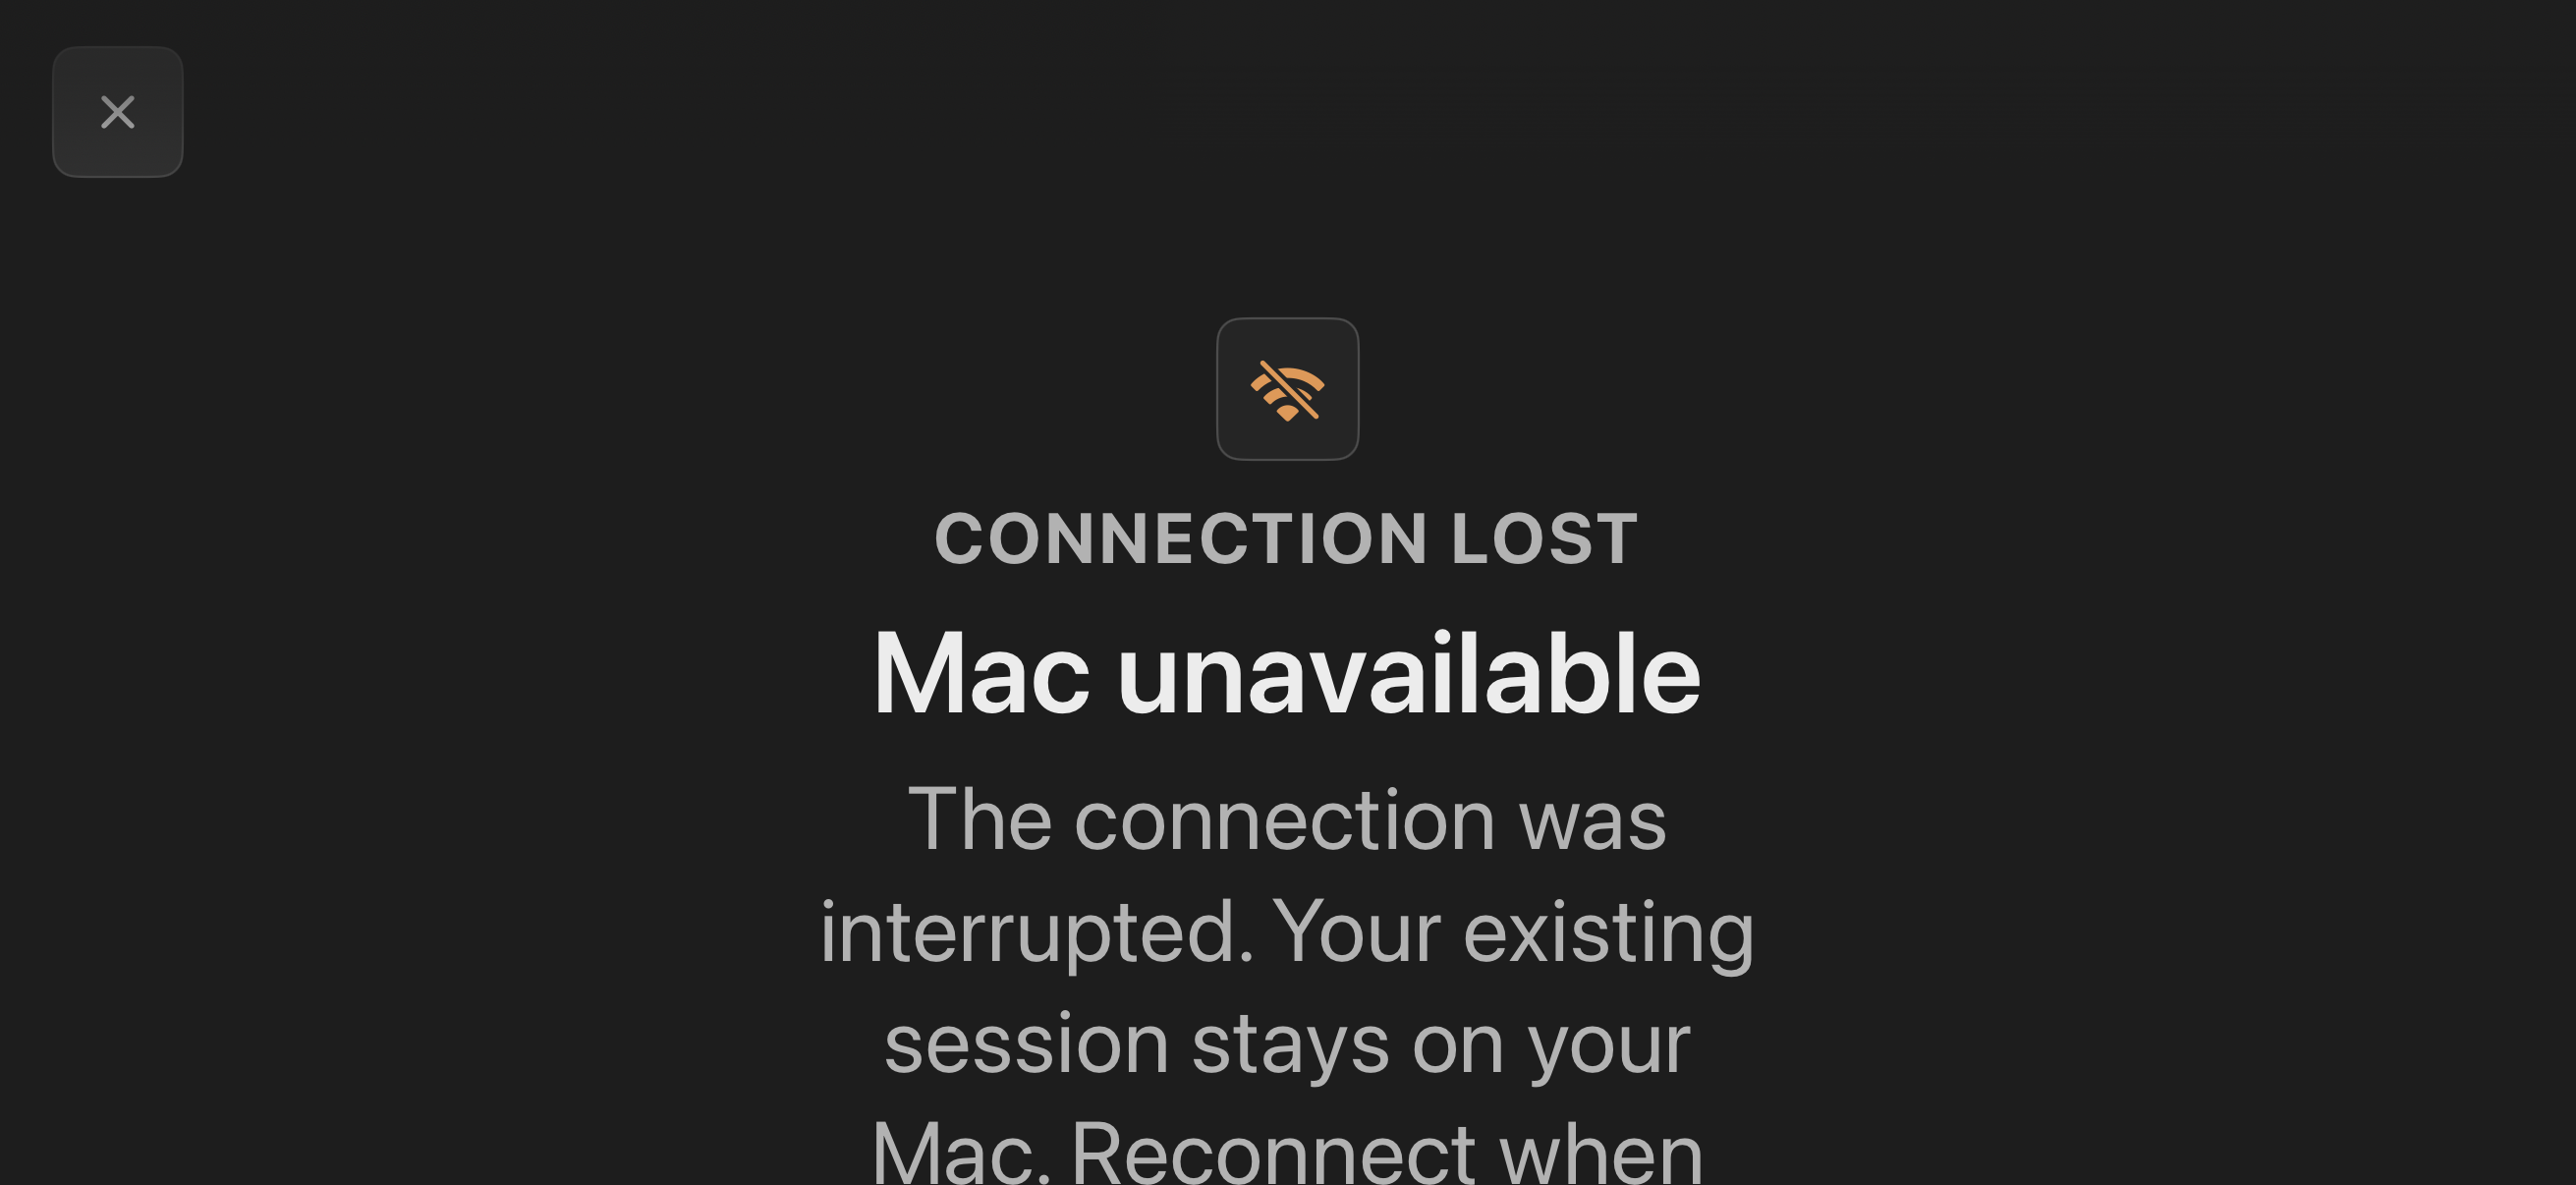 CONNECTION LOST
Mac unavailable
The connection was
interrupted. Your existing
session stays on your
Mac. Reconnect when